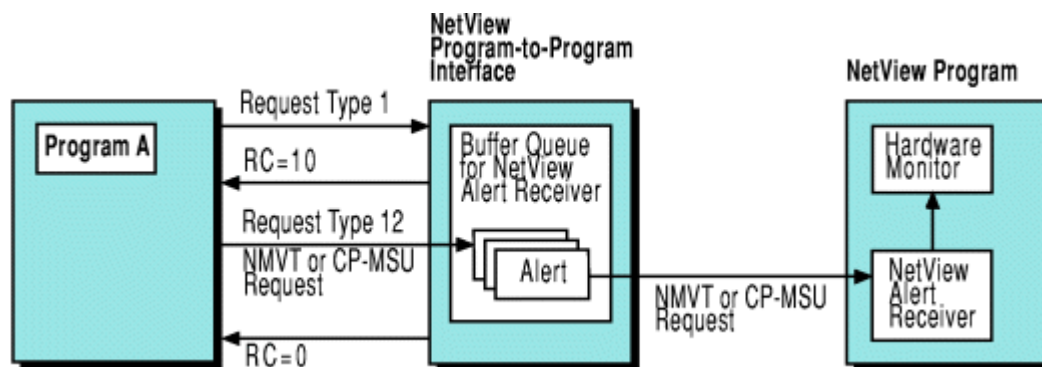 NetView
Program-to-Program
Interface
NetView Program
Program A
Request Type 1
RC=10
Request Type 12
NMVT or CP-MSU
Request
RC=0
Buffer Queue
for NetView
Alert Receiver
Alert
NMVT or CP-MSU
Request
Hardware
Monitor
NetView
Alert
Receiver